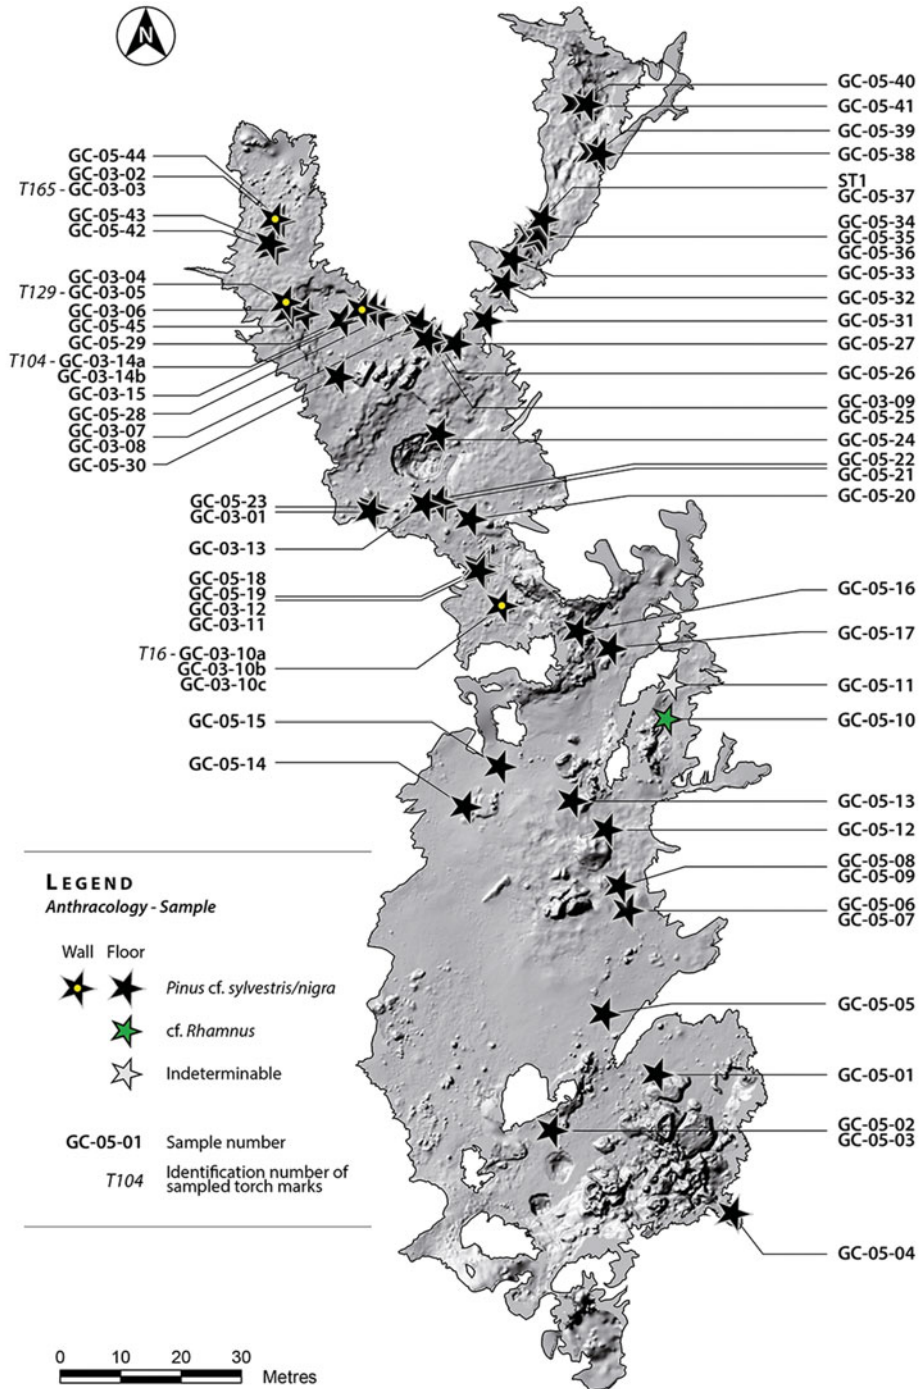 N
GC-05-44
GC-03-02
T165 - GC-03-03
GC-05-43
GC-05-42
GC-03-04
T129 - GC-03-05
GC-03-06
GC-05-45
GC-05-29
T104 - GC-03-14a
GC-03-14b
GC-03-15
GC-05-28
GC-03-07
GC-03-08
GC-05-30
GC-05-23
GC-03-01
GC-03-13
GC-05-18
GC-05-19
GC-03-12
GC-03-11
T16 - GC-03-10a
GC-03-10b
GC-03-10c
GC-05-15
GC-05-14
GC-05-40
GC-05-41
GC-05-39
GC-05-38
ST1
GC-05-37
GC-05-34
GC-05-35
GC-05-36
GC-05-33
GC-05-32
GC-05-31
GC-05-27
GC-05-26
GC-03-09
GC-05-25
GC-05-24
GC-05-22
GC-05-21
GC-05-20
GC-05-16
GC-05-17
GC-05-11
GC-05-10
GC-05-13
GC-05-12
GC-05-08
GC-05-09
GC-05-06
GC-05-07
GC-05-05
GC-05-01
GC-05-02
GC-05-03
GC-05-04
LEGEND
Anthracology - Sample
Wall Floor
Pinus cf. sylvestris/nigra
cf. Rhamnus
Indeterminable
GC-05-01 Sample number
T104 Identification number of
sampled torch marks
0 10 20 30
Metres